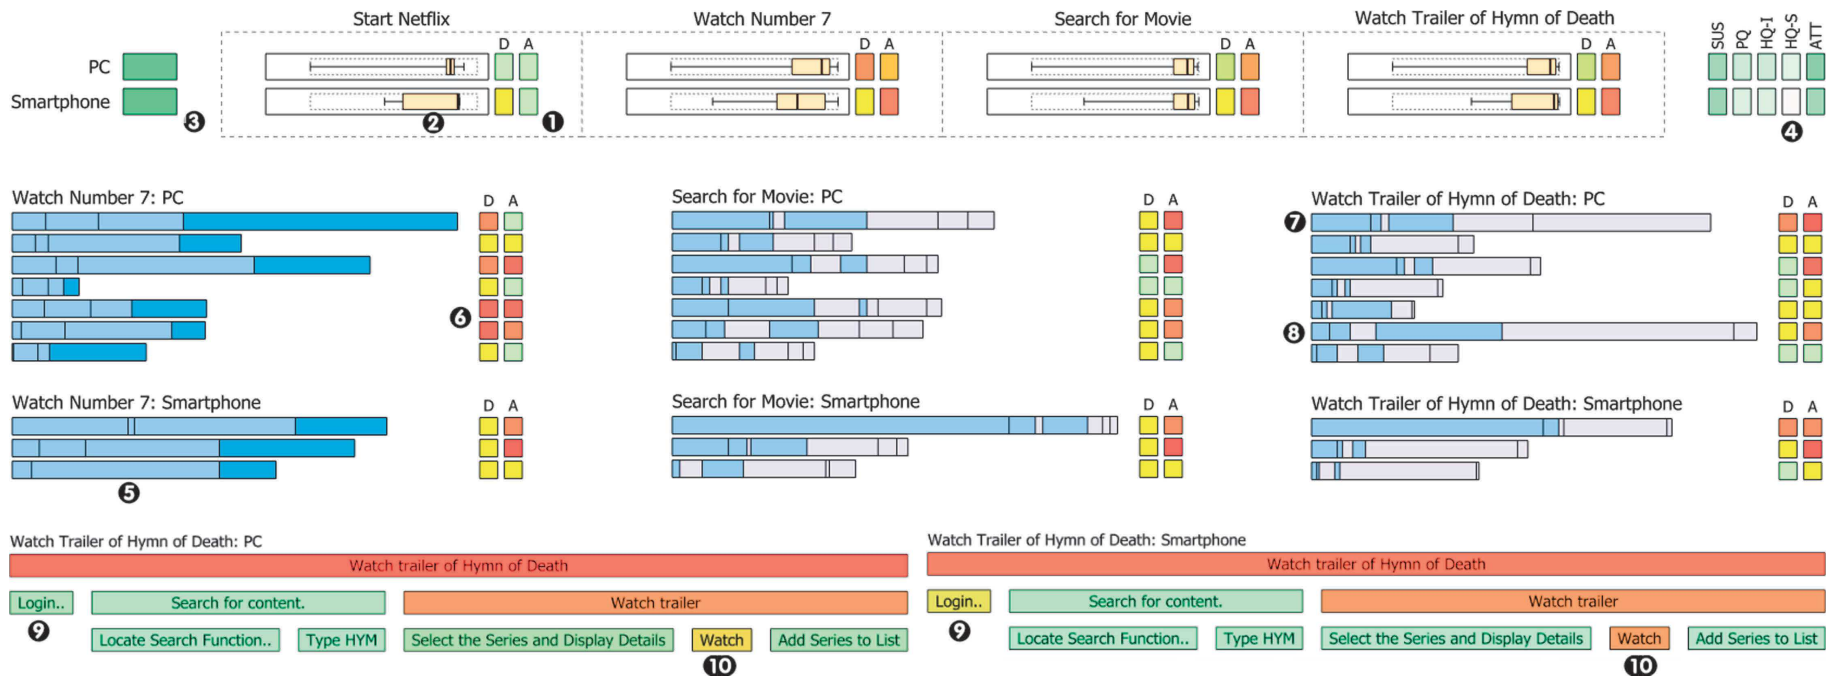 Start Netflix
Watch Number 7
Search for Movie
Watch Trailer of Hymn of Death
D A
D A
D A
D A
SUS
PQ
HQ-I
HQ-S
ATT
PC
Smartphone
3
2
1
4
Watch Number 7: PC
D A
6
Search for Movie: PC
D A
Watch Trailer of Hymn of Death: PC
D A
7
8
Watch Number 7: Smartphone
D A
5
Search for Movie: Smartphone
D A
Watch Trailer of Hymn of Death: Smartphone
D A
Watch Trailer of Hymn of Death: PC
Watch trailer of Hymn of Death
Login..
Search for content.
Watch trailer
9
Locate Search Function..
Type HYM
Select the Series and Display Details
Watch
Add Series to List
10
Watch Trailer of Hymn of Death: Smartphone
Watch trailer of Hymn of Death
Login..
Search for content.
Watch trailer
9
Locate Search Function..
Type HYM
Select the Series and Display Details
Watch
Add Series to List
10